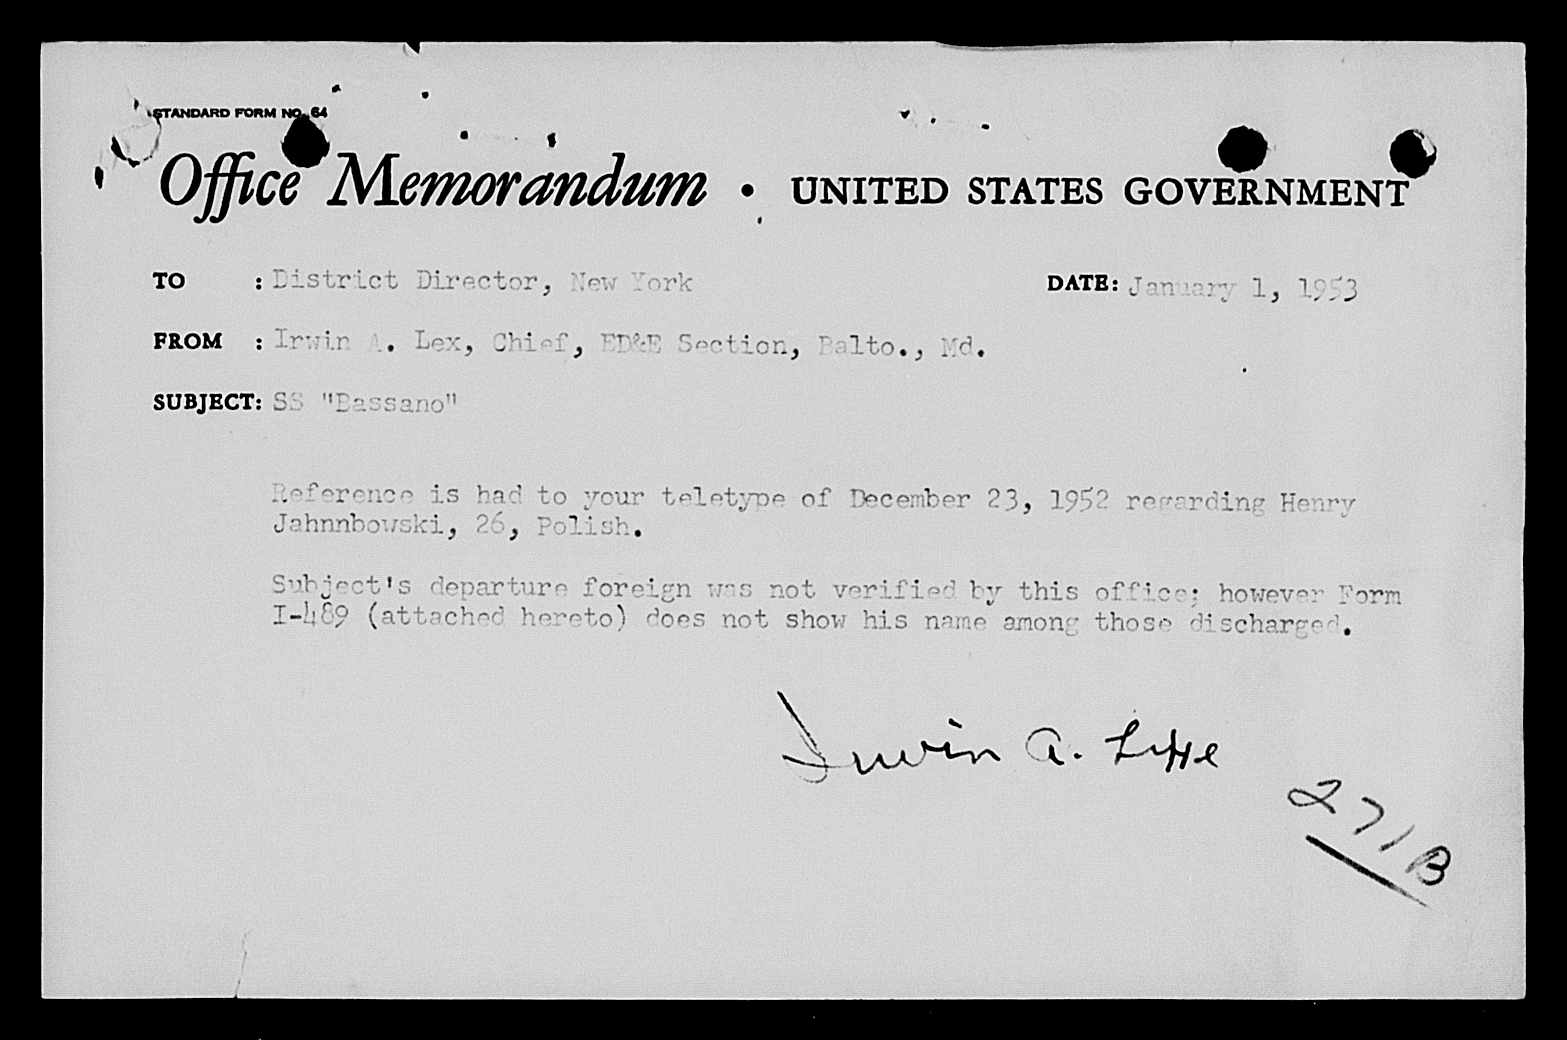 STANDARD FORM NO. 64
Office Memorandum • UNITED STATES GOVERNMENT
TO : District Director, New York DATE: January 1, 1953
FROM : Irwin A. Lex, Chief, ED&E Section, Balto., Md.
SUBJECT: SS "Bassano"
Reference is had to your teletype of December 23, 1952 regarding Henry
Jahnnbowski, 26, Polish.
Subject's departure foreign was not verified by this office; however Form
I-489 (attached hereto) does not show his name among those discharged.
Irwin A.
271B